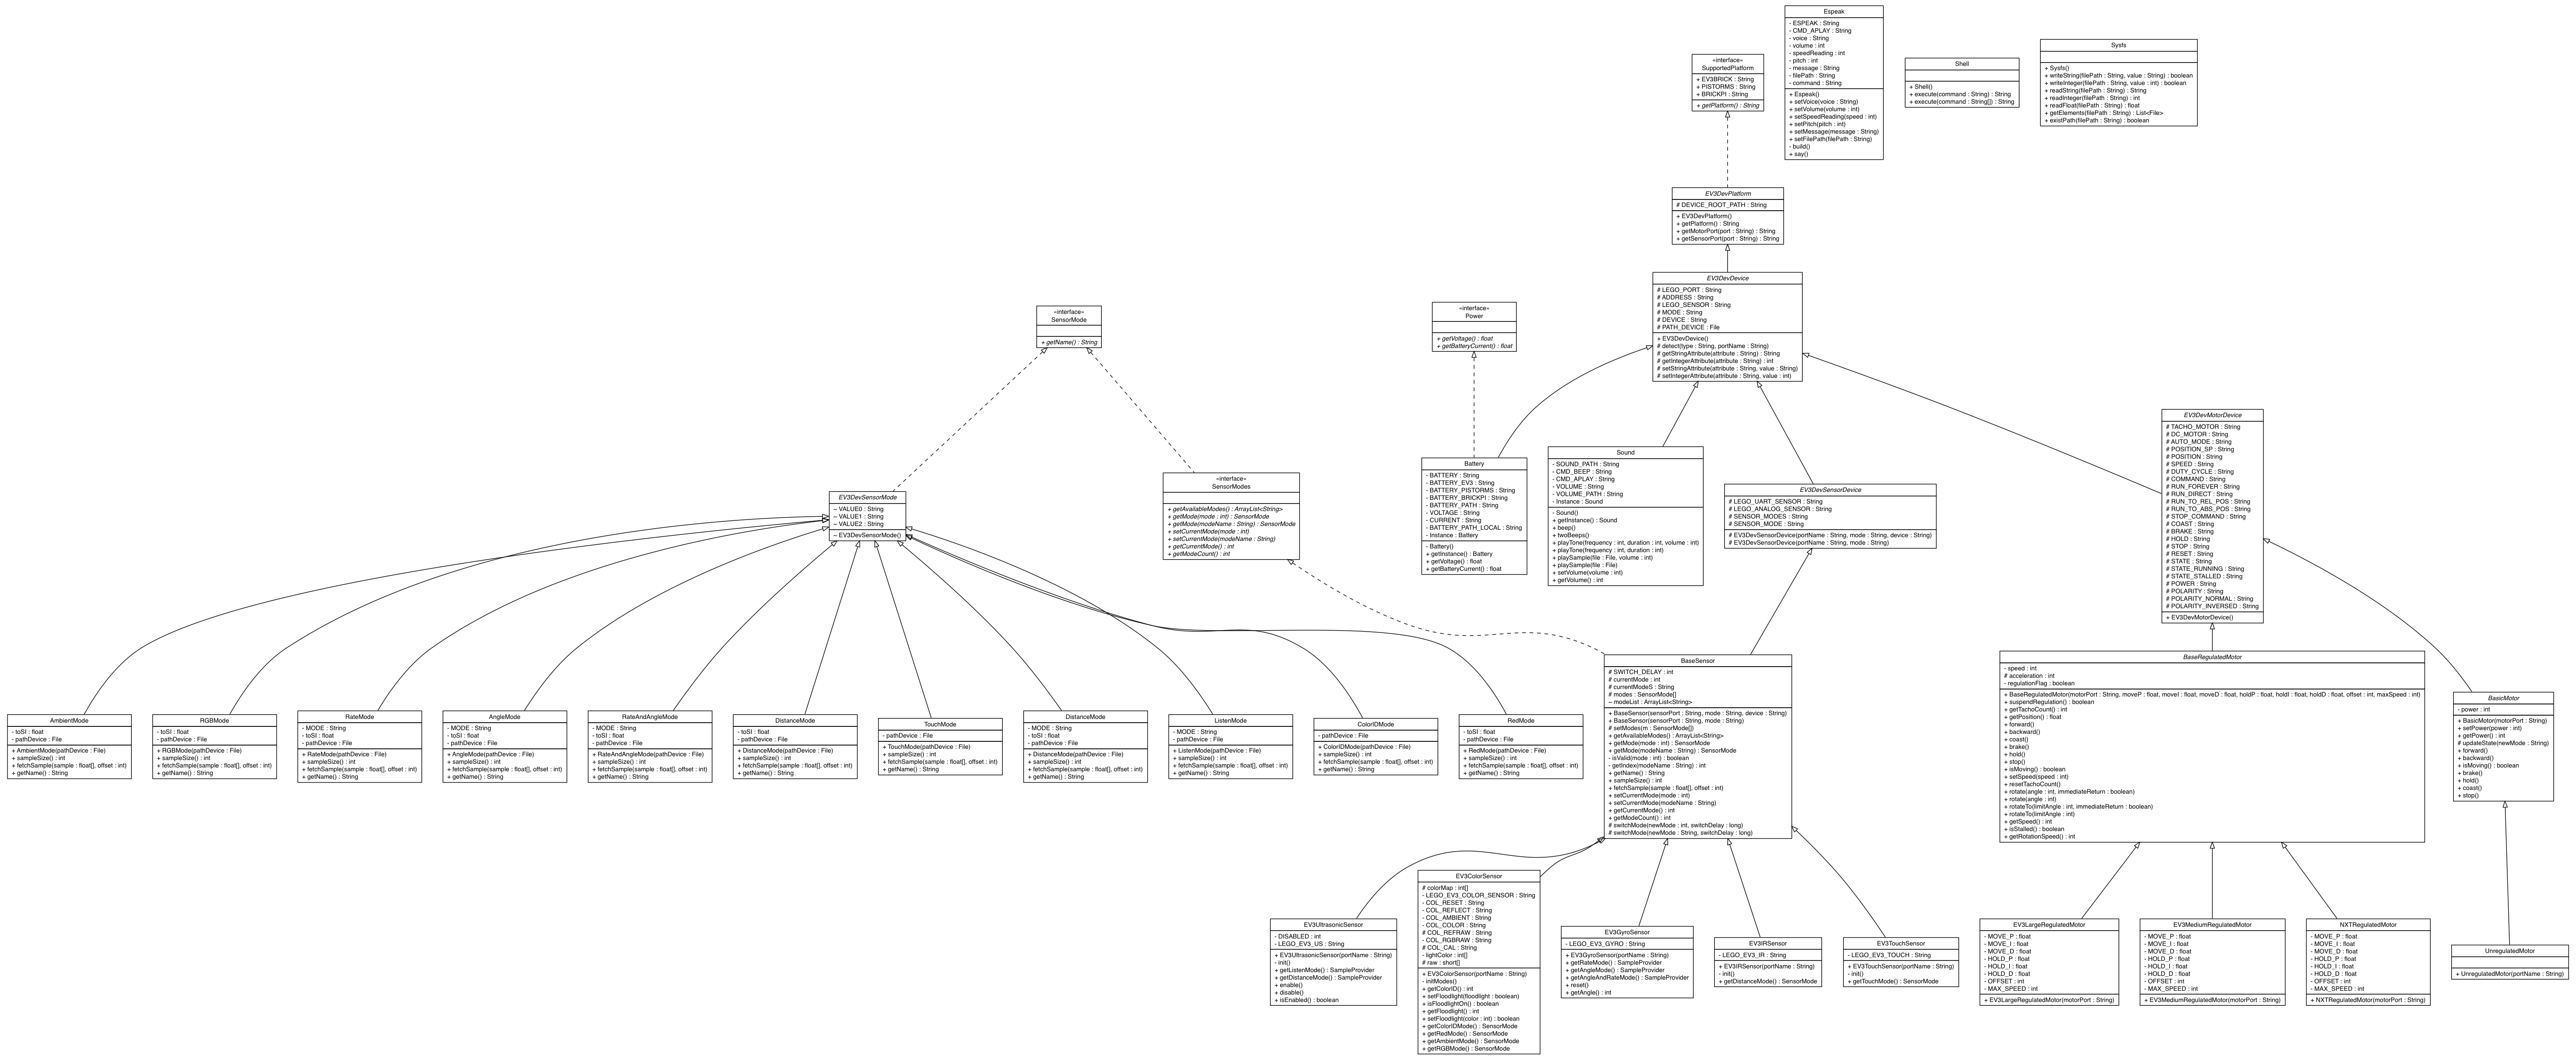 Espeak
- ESPEAK : String
- CMD_APLAY : String
- voice : String
- volume : int
- speedReading : int
- pitch : int
- message : String
- filePath : String
- command : String
+ Espeak()
+ setVoice(voice : String)
+ setVolume(volume : int)
+ setSpeedReading(speed : int)
+ setPitch(pitch : int)
+ setMessage(message : String)
+ setFilePath(filePath : String)
- build()
+ say()
Sysfs
+ Sysfs()
+ writeString(filePath : String, value : String) : boolean
+ writeInteger(filePath : String, value : int) : boolean
+ readString(filePath : String) : String
+ readInteger(filePath : String) : int
+ readFloat(filePath : String) : float
+ getElements(filePath : String) : List<File>
+ existPath(filePath : String) : boolean
«interface»
SupportedPlatform
+ EV3BRICK : String
+ PISTORMS : String
+ BRICKPI : String
+ getPlatform() : String
Shell
+ Shell()
+ execute(command : String) : String
+ execute(command : String[]) : String
EV3DevPlatform
# DEVICE_ROOT_PATH : String
+ EV3DevPlatform()
+ getPlatform() : String
+ getMotorPort(port : String) : String
+ getSensorPort(port : String) : String
EV3DevDevice
# LEGO_PORT : String
# ADDRESS : String
# LEGO_SENSOR : String
# MODE : String
# DEVICE : String
# PATH_DEVICE : File
+ EV3DevDevice()
# detect(type : String, portName : String)
# getStringAttribute(attribute : String) : String
# getIntegerAttribute(attribute : String) : int
# setStringAttribute(attribute : String, value : String)
# setIntegerAttribute(attribute : String, value : int)
«interface»
SensorMode
+ getName() : String
«interface»
Power
+ getVoltage() : float
+ getBatteryCurrent() : float
EV3DevMotorDevice
# TACHO_MOTOR : String
# DC_MOTOR : String
# AUTO_MODE : String
# POSITION_SP : String
# POSITION : String
# SPEED : String
# DUTY_CYCLE : String
# COMMAND : String
# RUN_FOREVER : String
# RUN_DIRECT : String
# RUN_TO_REL_POS : String
# RUN_TO_ABS_POS : String
# STOP_COMMAND : String
# COAST : String
# BRAKE : String
# HOLD : String
# STOP : String
# RESET : String
# STATE : String
# STATE_RUNNING : String
# STATE_STALLED : String
# POWER : String
# POLARITY : String
# POLARITY_NORMAL : String
# POLARITY_INVERSED : String
+ EV3DevMotorDevice()
EV3DevSensorMode
~ VALUE0 : String
~ VALUE1 : String
~ VALUE2 : String
~ EV3DevSensorMode()
«interface»
SensorModes
+ getAvailableModes() : ArrayList<String>
+ getMode(mode : int) : SensorMode
+ getMode(modeName : String) : SensorMode
+ setCurrentMode(mode : int)
+ setCurrentMode(modeName : String)
+ getCurrentMode() : int
+ getModeCount() : int
Battery
- BATTERY : String
- BATTERY_EV3 : String
- BATTERY_PISTORMS : String
- BATTERY_BRICKPI : String
- BATTERY_PATH : String
- VOLTAGE : String
- CURRENT : String
- BATTERY_PATH_LOCAL : String
- Instance : Battery
- Battery()
+ getInstance() : Battery
+ getVoltage() : float
+ getBatteryCurrent() : float
Sound
- SOUND_PATH : String
- CMD_BEEP : String
- CMD_APLAY : String
- VOLUME : String
- VOLUME_PATH : String
- Instance : Sound
- Sound()
+ getInstance() : Sound
+ beep()
+ twoBeeps()
+ playTone(frequency : int, duration : int, volume : int)
+ playTone(frequency : int, duration : int)
+ playSample(file : File, volume : int)
+ playSample(file : File)
+ setVolume(volume : int)
+ getVolume() : int
EV3DevSensorDevice
# LEGO_UART_SENSOR : String
# LEGO_ANALOG_SENSOR : String
# SENSOR_MODES : String
# SENSOR_MODE : String
# EV3DevSensorDevice(portName : String, mode : String, device : String)
# EV3DevSensorDevice(portName : String, mode : String)
AmbientMode
- toSI : float
- pathDevice : File
+ AmbientMode(pathDevice : File)
+ sampleSize() : int
+ fetchSample(sample : float[], offset : int)
+ getName() : String
RGBMode
- toSI : float
- pathDevice : File
+ RGBMode(pathDevice : File)
+ sampleSize() : int
+ fetchSample(sample : float[], offset : int)
+ getName() : String
RateMode
- MODE : String
- toSI : float
- pathDevice : File
+ RateMode(pathDevice : File)
+ sampleSize() : int
+ fetchSample(sample : float[], offset : int)
+ getName() : String
AngleMode
- MODE : String
- toSI : float
- pathDevice : File
+ AngleMode(pathDevice : File)
+ sampleSize() : int
+ fetchSample(sample : float[], offset : int)
+ getName() : String
RateAndAngleMode
- MODE : String
- toSI : float
- pathDevice : File
+ RateAndAngleMode(pathDevice : File)
+ sampleSize() : int
+ fetchSample(sample : float[], offset : int)
+ getName() : String
DistanceMode
- toSI : float
- pathDevice : File
+ DistanceMode(pathDevice : File)
+ sampleSize() : int
+ fetchSample(sample : float[], offset : int)
+ getName() : String
TouchMode
- pathDevice : File
+ TouchMode(pathDevice : File)
+ sampleSize() : int
+ fetchSample(sample : float[], offset : int)
+ getName() : String
DistanceMode
- MODE : String
- toSI : float
- pathDevice : File
+ DistanceMode(pathDevice : File)
+ sampleSize() : int
+ fetchSample(sample : float[], offset : int)
+ getName() : String
ListenMode
- MODE : String
- pathDevice : File
+ ListenMode(pathDevice : File)
+ sampleSize() : int
+ fetchSample(sample : float[], offset : int)
+ getName() : String
ColorIDMode
- pathDevice : File
+ ColorIDMode(pathDevice : File)
+ sampleSize() : int
+ fetchSample(sample : float[], offset : int)
+ getName() : String
RedMode
- toSI : float
- pathDevice : File
+ RedMode(pathDevice : File)
+ sampleSize() : int
+ fetchSample(sample : float[], offset : int)
+ getName() : String
BaseSensor
# SWITCH_DELAY : int
# currentMode : int
# currentModeS : String
# modes : SensorMode[]
~ modeList : ArrayList<String>
+ BaseSensor(sensorPort : String, mode : String, device : String)
+ BaseSensor(sensorPort : String, mode : String)
# setModes(m : SensorMode[])
+ getAvailableModes() : ArrayList<String>
+ getMode(mode : int) : SensorMode
+ getMode(modeName : String) : SensorMode
- isValid(mode : int) : boolean
- getIndex(modeName : String) : int
+ getName() : String
+ sampleSize() : int
+ fetchSample(sample : float[], offset : int)
+ setCurrentMode(mode : int)
+ setCurrentMode(modeName : String)
+ getCurrentMode() : int
+ getModeCount() : int
# switchMode(newMode : int, switchDelay : long)
# switchMode(newMode : String, switchDelay : long)
BaseRegulatedMotor
- speed : int
# acceleration : int
- regulationFlag : boolean
+ BaseRegulatedMotor(motorPort : String, moveP : float, moveI : float, moveD : float, holdP : float, holdI : float, holdD : float, offset : int, maxSpeed : int)
+ suspendRegulation() : boolean
+ getTachoCount() : int
+ getPosition() : float
+ forward()
+ backward()
+ coast()
+ brake()
+ hold()
+ stop()
+ isMoving() : boolean
+ setSpeed(speed : int)
+ resetTachoCount()
+ rotate(angle : int, immediateReturn : boolean)
+ rotate(angle : int)
+ rotateTo(limitAngle : int, immediateReturn : boolean)
+ rotateTo(limitAngle : int)
+ getSpeed() : int
+ isStalled() : boolean
+ getRotationSpeed() : int
BasicMotor
- power : int
+ BasicMotor(motorPort : String)
+ setPower(power : int)
+ getPower() : int
# updateState(newMode : String)
+ forward()
+ backward()
+ isMoving() : boolean
+ brake()
+ hold()
+ coast()
+ stop()
EV3UltrasonicSensor
- DISABLED : int
- LEGO_EV3_US : String
+ EV3UltrasonicSensor(portName : String)
- init()
+ getListenMode() : SampleProvider
+ getDistanceMode() : SampleProvider
+ enable()
+ disable()
+ isEnabled() : boolean
EV3ColorSensor
# colorMap : int[]
- LEGO_EV3_COLOR_SENSOR : String
- COL_RESET : String
- COL_REFLECT : String
- COL_AMBIENT : String
- COL_COLOR : String
# COL_REFRAW : String
- COL_RGBRAW : String
# COL_CAL : String
- lightColor : int[]
# raw : short[]
+ EV3ColorSensor(portName : String)
- initModes()
+ getColorID() : int
+ setFloodlight(floodlight : boolean)
+ isFloodlightOn() : boolean
+ getFloodlight() : int
+ setFloodlight(color : int) : boolean
+ getColorIDMode() : SensorMode
+ getRedMode() : SensorMode
+ getAmbientMode() : SensorMode
+ getRGBMode() : SensorMode
EV3GyroSensor
- LEGO_EV3_GYRO : String
+ EV3GyroSensor(portName : String)
+ getRateMode() : SampleProvider
+ getAngleMode() : SampleProvider
+ getAngleAndRateMode() : SampleProvider
+ reset()
+ getAngle() : int
EV3IRSensor
- LEGO_EV3_IR : String
+ EV3IRSensor(portName : String)
- init()
+ getDistanceMode() : SensorMode
EV3TouchSensor
- LEGO_EV3_TOUCH : String
+ EV3TouchSensor(portName : String)
- init()
+ getTouchMode() : SensorMode
EV3LargeRegulatedMotor
- MOVE_P : float
- MOVE_I : float
- MOVE_D : float
- HOLD_P : float
- HOLD_I : float
- HOLD_D : float
- OFFSET : int
- MAX_SPEED : int
+ EV3LargeRegulatedMotor(motorPort : String)
EV3MediumRegulatedMotor
- MOVE_P : float
- MOVE_I : float
- MOVE_D : float
- HOLD_P : float
- HOLD_I : float
- HOLD_D : float
- OFFSET : int
- MAX_SPEED : int
+ EV3MediumRegulatedMotor(motorPort : String)
NXTRegulatedMotor
- MOVE_P : float
- MOVE_I : float
- MOVE_D : float
- HOLD_P : float
- HOLD_I : float
- HOLD_D : float
- OFFSET : int
- MAX_SPEED : int
+ NXTRegulatedMotor(motorPort : String)
UnregulatedMotor
+ UnregulatedMotor(portName : String)